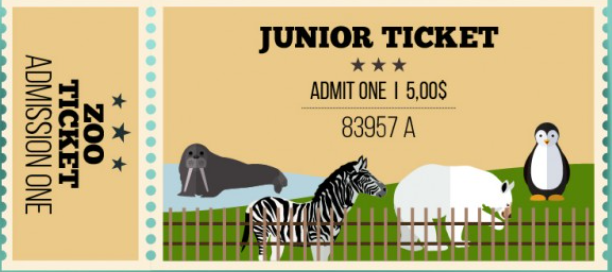 ZOO
TICKET
ADMISSION ONE
JUNIOR TICKET
ADMIT ONE | 5,00$
83957 A